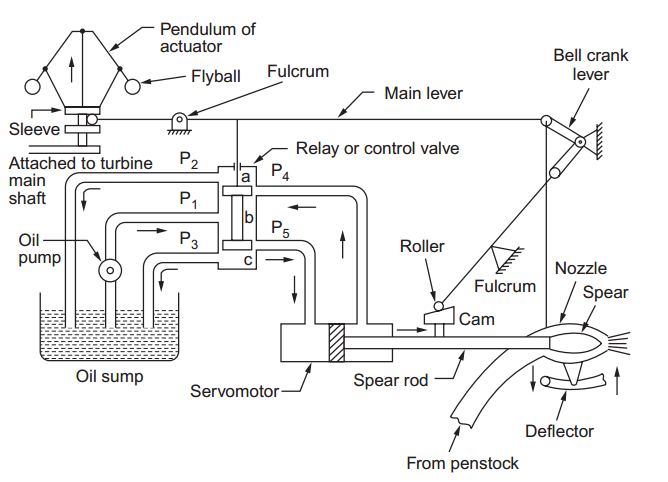 Pendulum of
actuator
Flyball
Fulcrum
Main lever
Bell crank
lever
Sleeve
Attached to turbine
main
shaft
P2
Relay or control valve
a
P4
P1
b
P5
P3
c
Oil
pump
Roller
Fulcrum
Nozzle
Spear
Cam
Oil sump
Servomotor
Spear rod
Deflector
From penstock